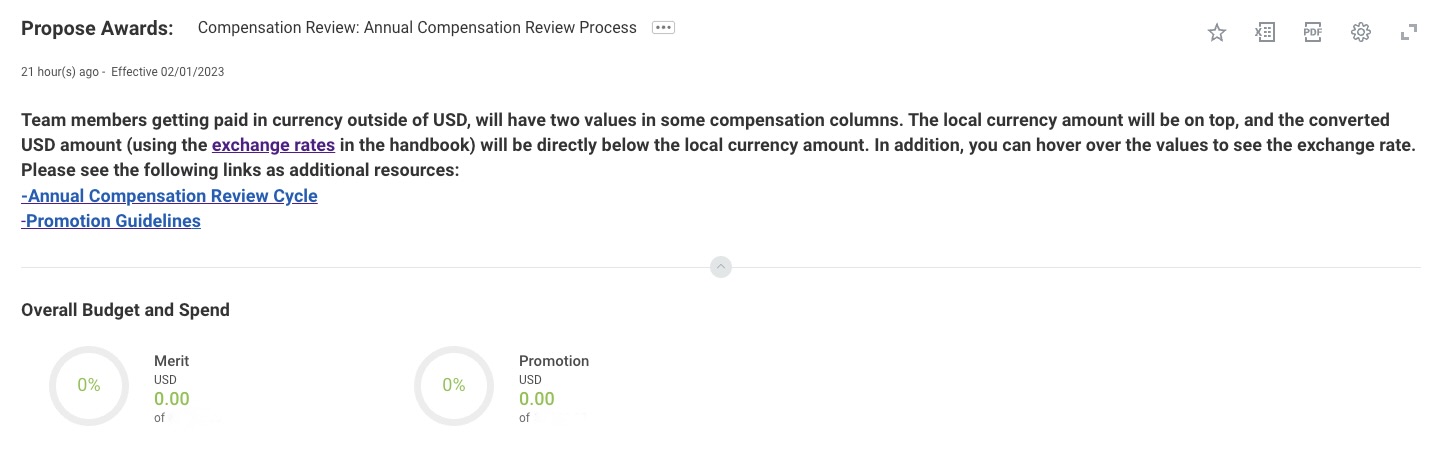 Propose Awards: Compensation Review: Annual Compensation Review Process
PDF
21 hour(s) ago - Effective 02/01/2023
Team members getting paid in currency outside of USD, will have two values in some compensation columns. The local currency amount will be on top, and the converted
USD amount (using the exchange rates in the handbook) will be directly below the local currency amount. In addition, you can hover over the values to see the exchange rate.
Please see the following links as additional resources:
-Annual Compensation Review Cycle
-Promotion Guidelines
Overall Budget and Spend
0%
Merit
USD
0.00
of
0%
Promotion
USD
0.00
of